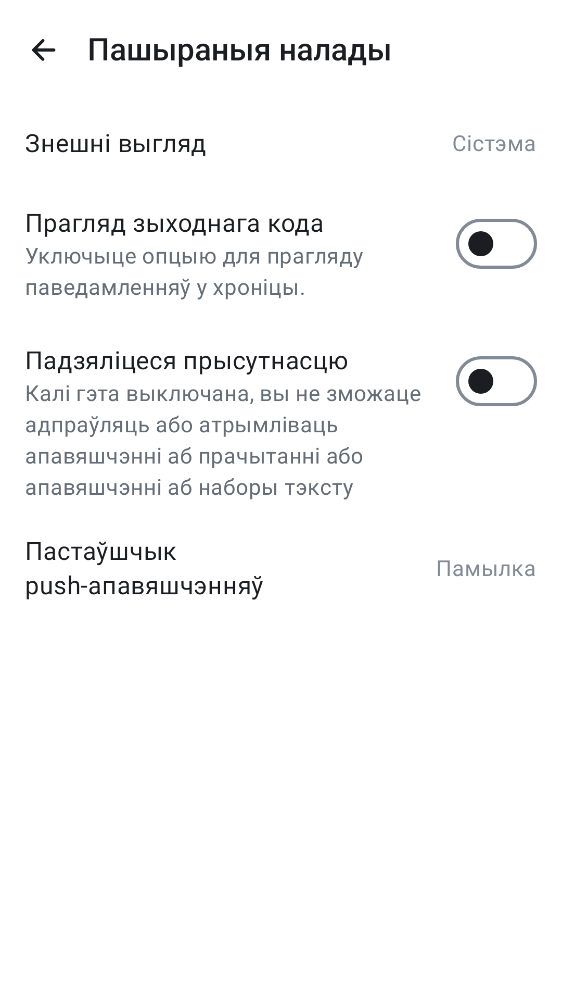 Пашыраныя налады
Знешні выгляд
Сістэма
Прагляд зыходнага кода
Уключыце опцыю для прагляду
паведамленняў у хроніцы.
Падзяліцеся прысутнасцю
Калі гэта выключана, вы не зможаце
адпраўляць або атрымліваць
апавяшчэнні аб прачытанні або
апавяшчэнні аб наборы тэксту
Пастаўшчык
push-апавяшчэнняў
Памылка